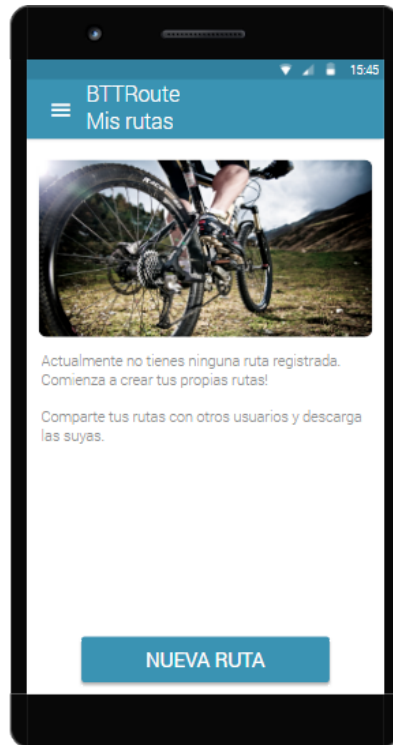 15:45
BTTRoute
Mis rutas
Actualmente no tienes ninguna ruta registrada.
Comienza a crear tus propias rutas!
Comparte tus rutas con otros usuarios y descarga
las suyas.
NUEVA RUTA